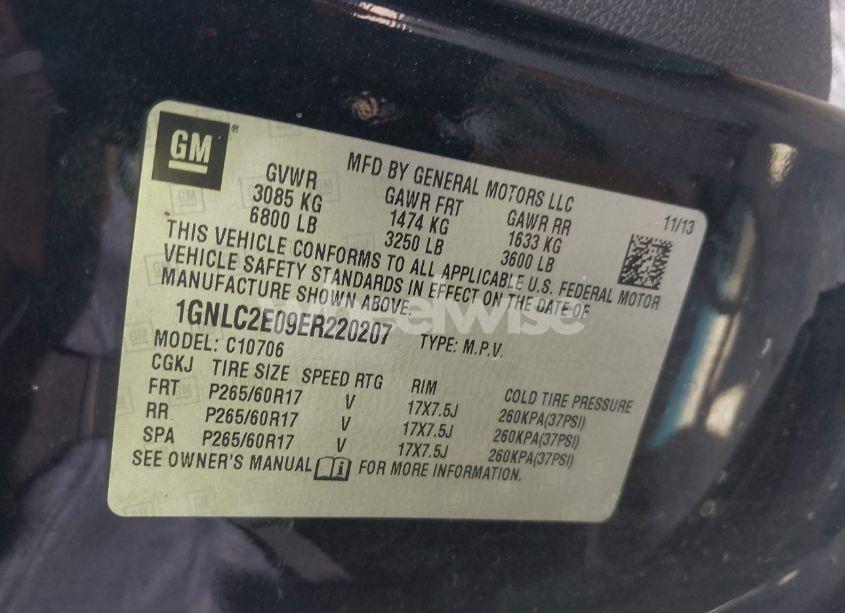 GM®
MFD BY GENERAL MOTORS LLC
11/13
GVWR GAWR FRT GAWR RR
3085 KG 1474 KG 1633 KG
6800 LB 3250 LB 3600 LB
THIS VEHICLE CONFORMS TO ALL APPLICABLE U.S. FEDERAL MOTOR
VEHICLE SAFETY STANDARDS IN EFFECT ON THE DATE OF
MANUFACTURE SHOWN ABOVE.
1GNLC2E09ER220207 TYPE: M.P.V.
MODEL: C10706
CGKJ TIRE SIZE SPEED RTG RIM COLD TIRE PRESSURE
FRT P265/60R17 V 17X7.5J 260KPA(37PSI)
RR P265/60R17 V 17X7.5J 260KPA(37PSI)
SPA P265/60R17 V 17X7.5J 260KPA(37PSI)
SEE OWNER'S MANUAL FOR MORE INFORMATION.